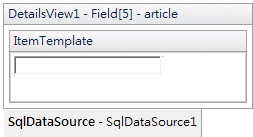 DetailsView1 - Field[5] - article
ItemTemplate
SqlDataSource - SqlDataSource1